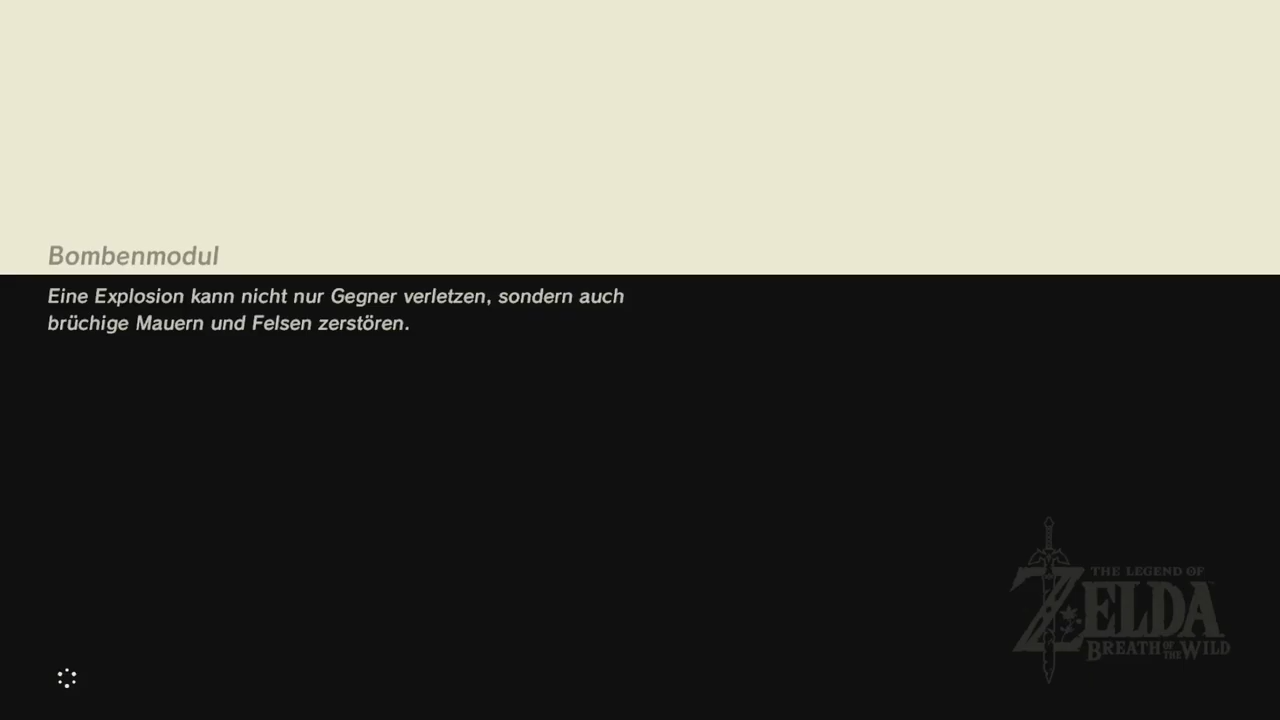 Bombenmodul
Eine Explosion kann nicht nur Gegner verletzen, sondern auch
brüchige Mauern und Felsen zerstören.
THE LEGEND OF
ZELDA
BREATH OF THE WILD